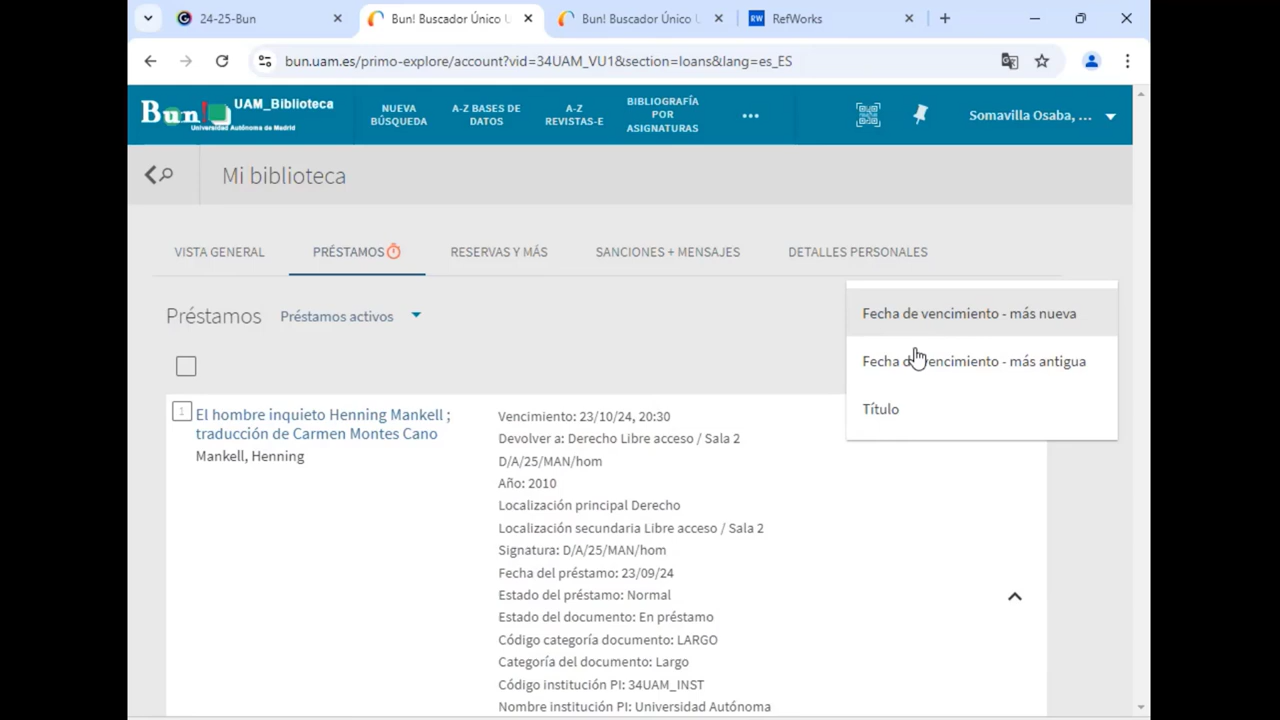 24-25-Bun
Bun! Buscador Único U
Bun! Buscador Único U
RW RefWorks
bun.uam.es/primo-explore/account?vid=34UAM_VU1&section=loans&lang=es_ES
Bun! UAM_Biblioteca
Universidad Autónoma de Madrid
NUEVA BÚSQUEDA
A-Z BASES DE DATOS
A-Z REVISTAS-E
BIBLIOGRAFÍA POR ASIGNATURAS
...
Somavilla Osaba, ...
Mi biblioteca
VISTA GENERAL
PRÉSTAMOS
RESERVAS Y MÁS
SANCIONES + MENSAJES
DETALLES PERSONALES
Préstamos
Préstamos activos
Fecha de vencimiento - más nueva
Fecha de vencimiento - más antigua
Título
1
El hombre inquieto Henning Mankell ;
traducción de Carmen Montes Cano
Mankell, Henning
Vencimiento: 23/10/24, 20:30
Devolver a: Derecho Libre acceso / Sala 2
D/A/25/MAN/hom
Año: 2010
Localización principal Derecho
Localización secundaria Libre acceso / Sala 2
Signatura: D/A/25/MAN/hom
Fecha del préstamo: 23/09/24
Estado del préstamo: Normal
Estado del documento: En préstamo
Código categoría documento: LARGO
Categoría del documento: Largo
Código institución PI: 34UAM_INST
Nombre institución PI: Universidad Autónoma